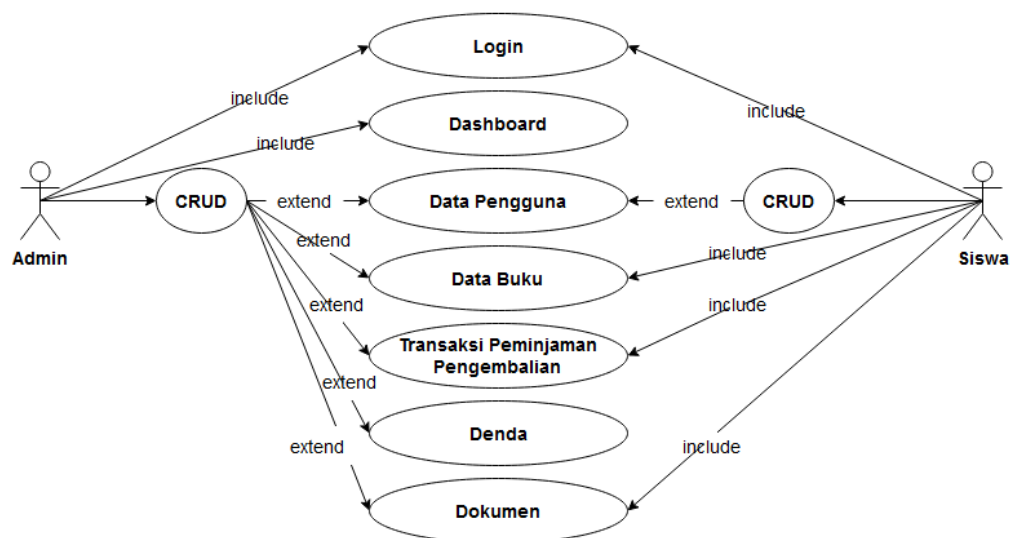 Login
include
include
Dashboard
include
include
Admin
CRUD
extend
Data Pengguna
extend
CRUD
Siswa
extend
Data Buku
include
extend
Transaksi Peminjaman
Pengembalian
include
extend
Denda
extend
include
Dokumen